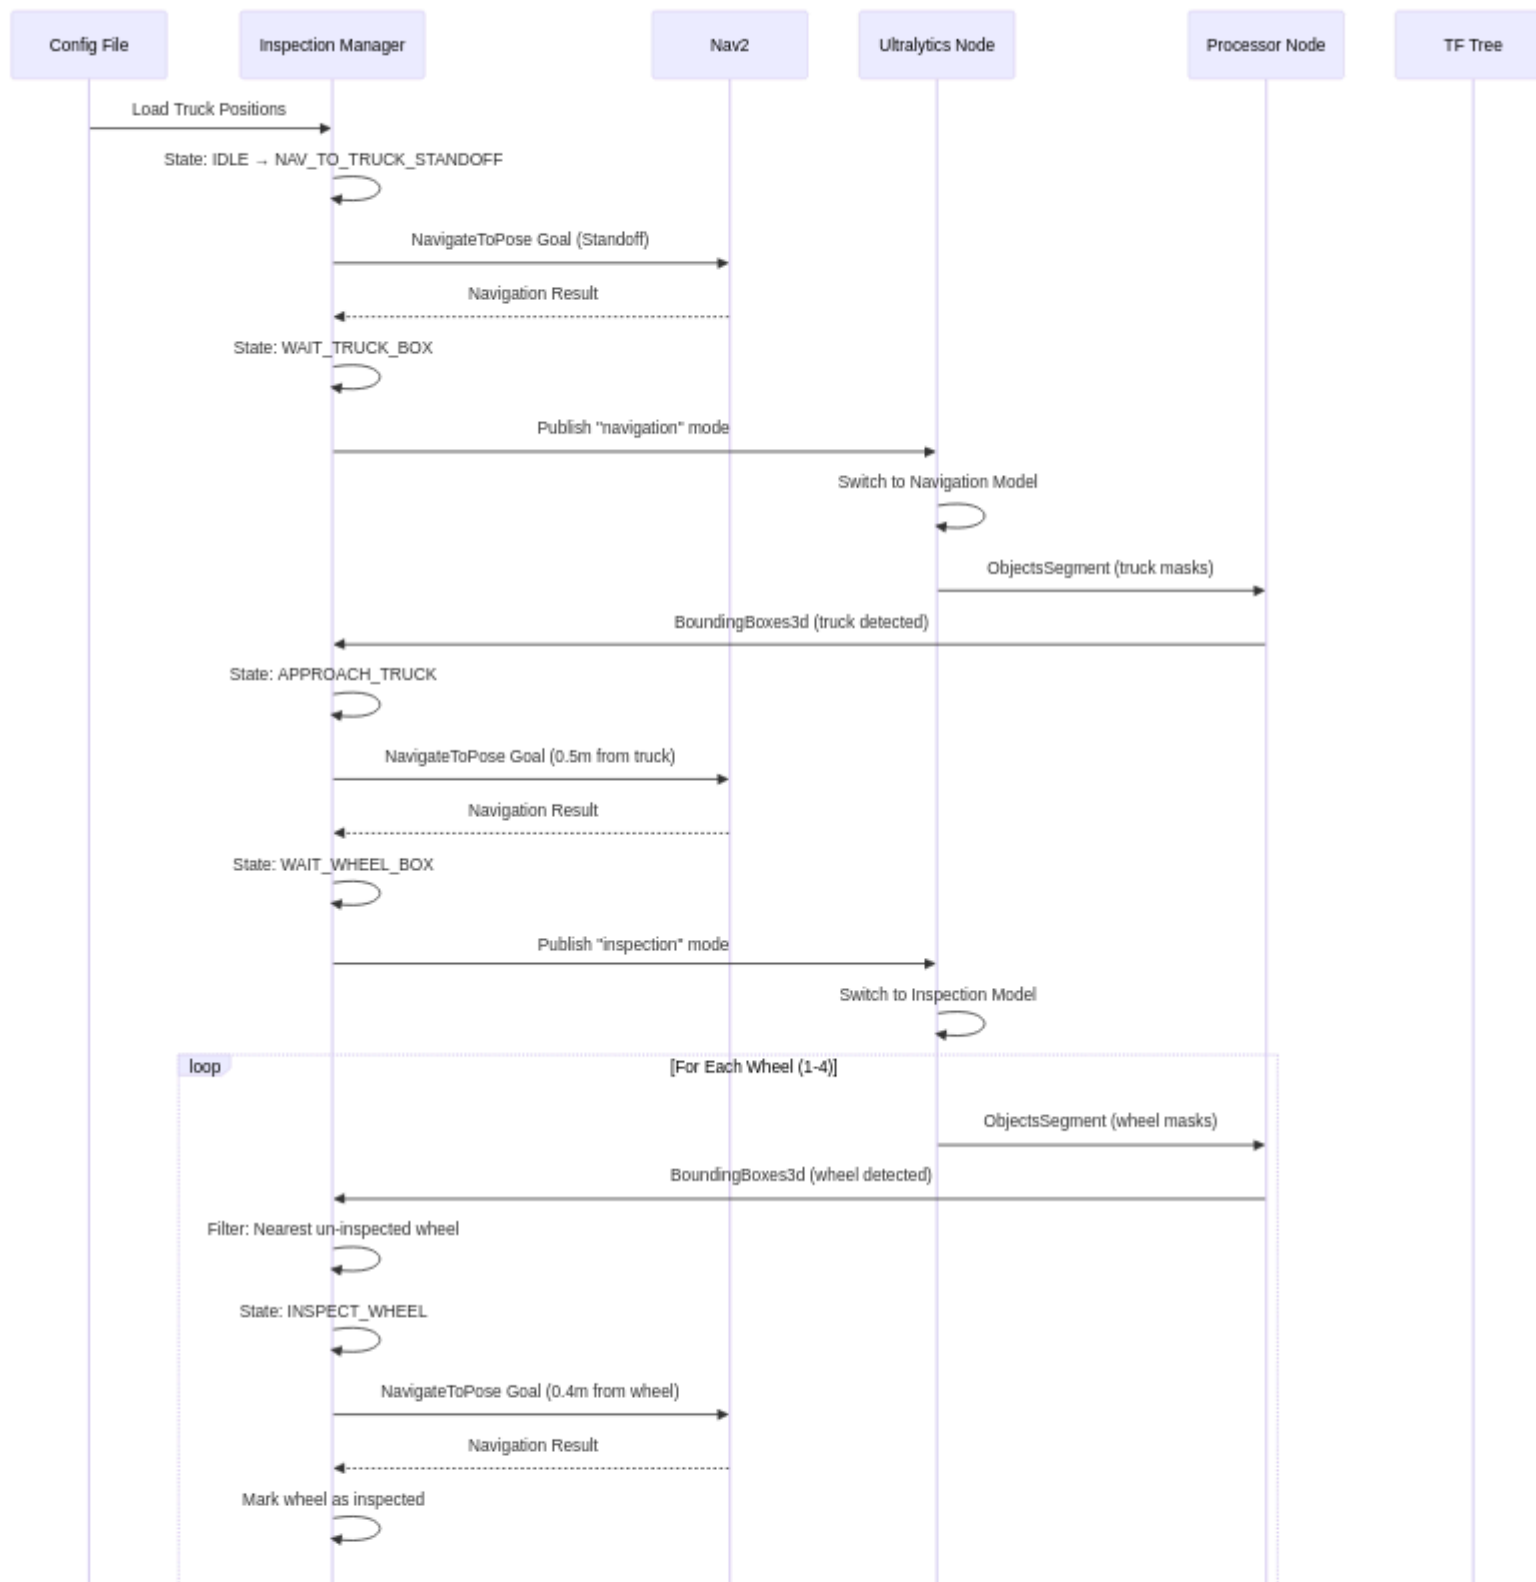 Config File
Inspection Manager
Nav2
Ultralytics Node
Processor Node
TF Tree
Load Truck Positions
State: IDLE → NAV_TO_TRUCK_STANDOFF
NavigateToPose Goal (Standoff)
Navigation Result
State: WAIT_TRUCK_BOX
Publish "navigation" mode
Switch to Navigation Model
ObjectsSegment (truck masks)
BoundingBoxes3d (truck detected)
State: APPROACH_TRUCK
NavigateToPose Goal (0.5m from truck)
Navigation Result
State: WAIT_WHEEL_BOX
Publish "inspection" mode
Switch to Inspection Model
loop
[For Each Wheel (1-4)]
ObjectsSegment (wheel masks)
BoundingBoxes3d (wheel detected)
Filter: Nearest un-inspected wheel
State: INSPECT_WHEEL
NavigateToPose Goal (0.4m from wheel)
Navigation Result
Mark wheel as inspected